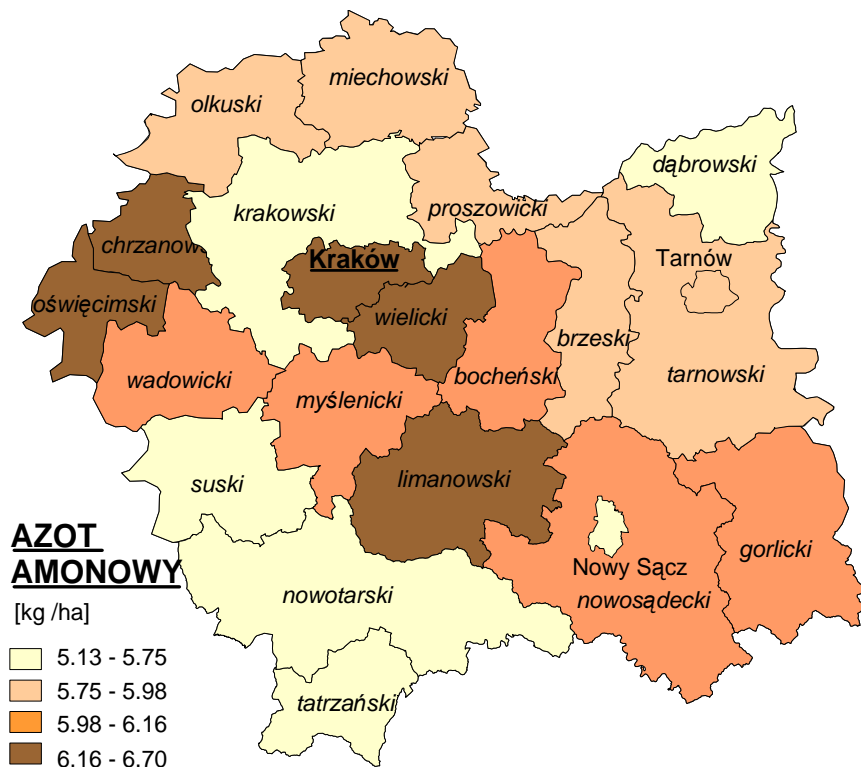 miechowski
olkuski
dąbrowski
krakowski
proszowicki
chrzanow
Kraków
Tarnów
oświęcimski
wielicki
brzeski
wadowicki
bocheński
tarnowski
myślenicki
suski
limanowski
AZOT
AMONOWY
[kg /ha]
gorlicki
Nowy Sącz
nowosądecki
nowotarski
tatrzański
5.13 - 5.75
5.75 - 5.98
5.98 - 6.16
6.16 - 6.70